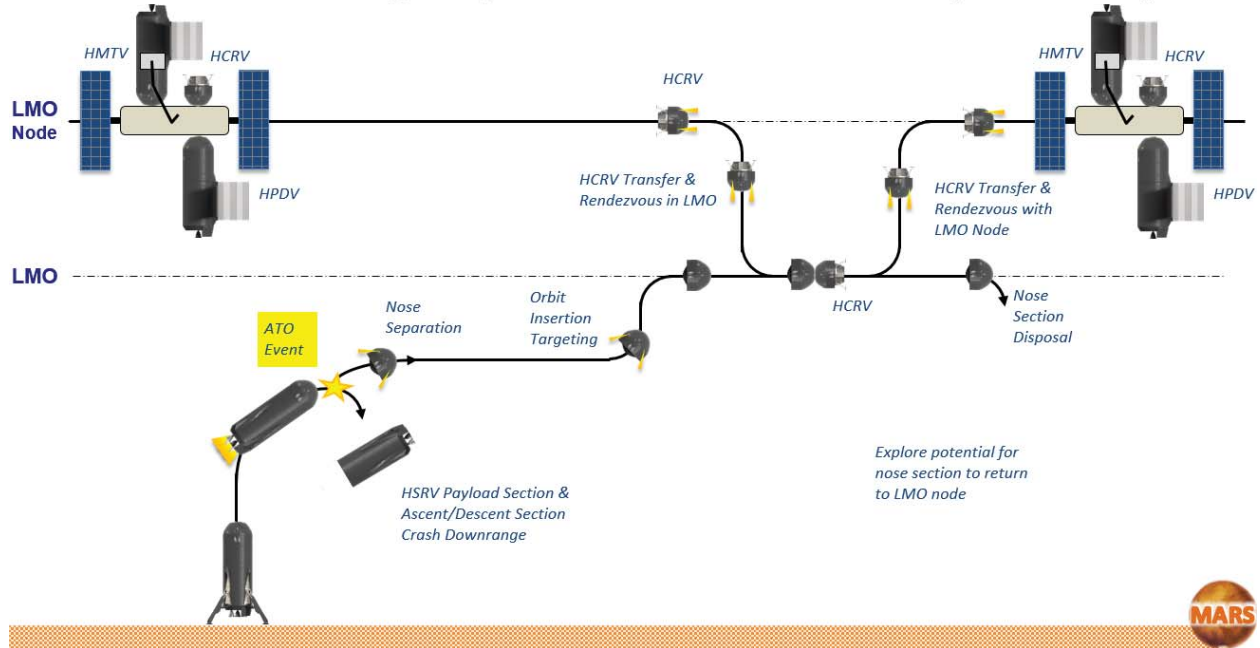 HMTV
HCRV
LMO
Node
HPDV
HCRV
HCRV Transfer &
Rendezvous in LMO
HCRV Transfer &
Rendezvous with
LMO Node
HMTV
HCRV
HPDV
LMO
ATO
Event
Nose
Separation
Orbit
Insertion
Targeting
HCRV
Nose
Section
Disposal
HSRV Payload Section &
Ascent/Descent Section
Crash Downrange
Explore potential for
nose section to return
to LMO node
MARS